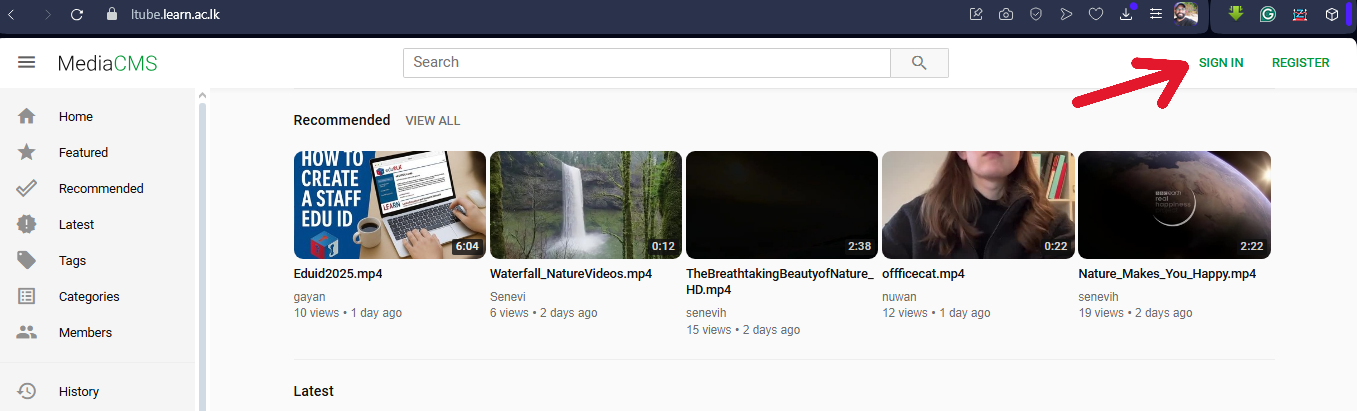 ltube.learn.ac.lk
MediaCMS
Search
SIGN IN
REGISTER
Home
Featured
Recommended
Latest
Tags
Categories
Members
History
Recommended VIEW ALL
HOW TO
CREATE
A STAFF
EDU ID
LEARN
6:04
Eduid2025.mp4
gayan
10 views • 1 day ago
0:12
Waterfall_NatureVideos.mp4
Senevi
6 views • 2 days ago
2:38
TheBreathtakingBeautyofNature_
HD.mp4
senevih
15 views • 2 days ago
0:22
offficecat.mp4
nuwan
12 views • 1 day ago
real
happiness
2:22
Nature_Makes_You_Happy.mp4
senevih
19 views • 2 days ago
Latest